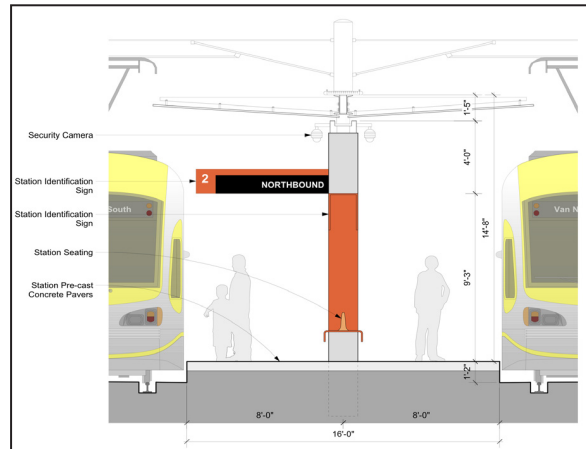 1'-5"
Security Camera
4'-0"
Station Identification
Sign
2
NORTHBOUND
Station Identification
Sign
South
Van N
14'-8"
Station Seating
9'-3"
Station Pre-cast
Concrete Pavers
1'-2"
8'-0"
8'-0"
16'-0"